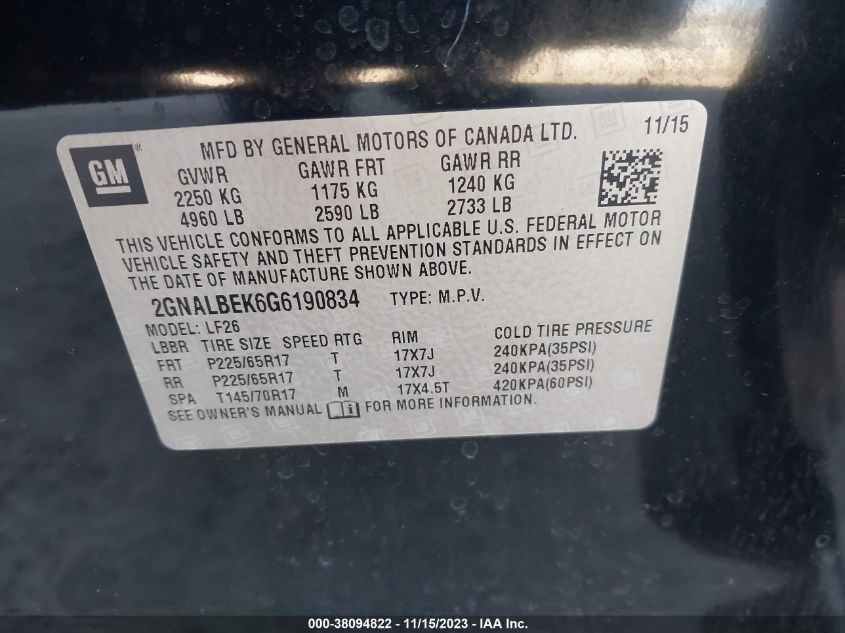 GM ®
MFD BY GENERAL MOTORS OF CANADA LTD. 11/15
GVWR GAWR FRT GAWR RR
2250 KG 1175 KG 1240 KG
4960 LB 2590 LB 2733 LB
THIS VEHICLE CONFORMS TO ALL APPLICABLE U.S. FEDERAL MOTOR
VEHICLE SAFETY AND THEFT PREVENTION STANDARDS IN EFFECT ON
THE DATE OF MANUFACTURE SHOWN ABOVE.
2GNALBEK6G6190834 TYPE: M.P.V.
MODEL: LF26
LBBR TIRE SIZE SPEED RTG RIM COLD TIRE PRESSURE
FRT P225/65R17 T 17X7J 240KPA(35PSI)
RR P225/65R17 T 17X7J 240KPA(35PSI)
SPA T145/70R17 M 17X4.5T 420KPA(60PSI)
SEE OWNER'S MANUAL i FOR MORE INFORMATION.
000-38094822 - 11/15/2023 - IAA Inc.